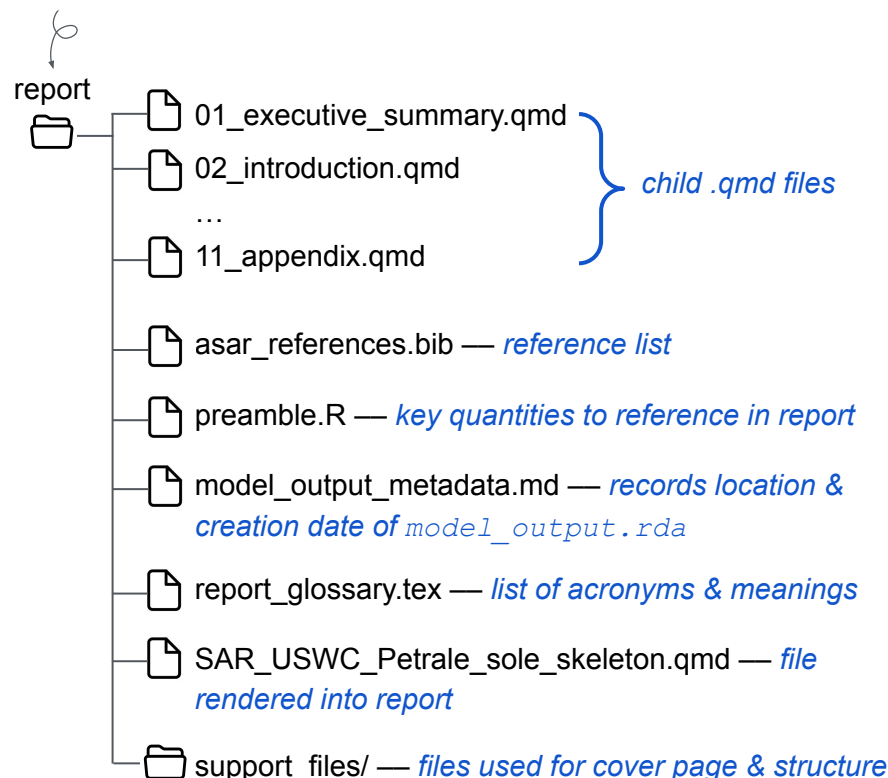 report
01_executive_summary.qmd
02_introduction.qmd
child .qmd files
…
11_appendix.qmd
asar_references.bib — reference list
preamble.R — key quantities to reference in report
model_output_metadata.md — records location &
creation date of model_output.rda
report_glossary.tex — list of acronyms & meanings
SAR_USWC_Petrale_sole_skeleton.qmd — file
rendered into report
support_files/ — files used for cover page & structure